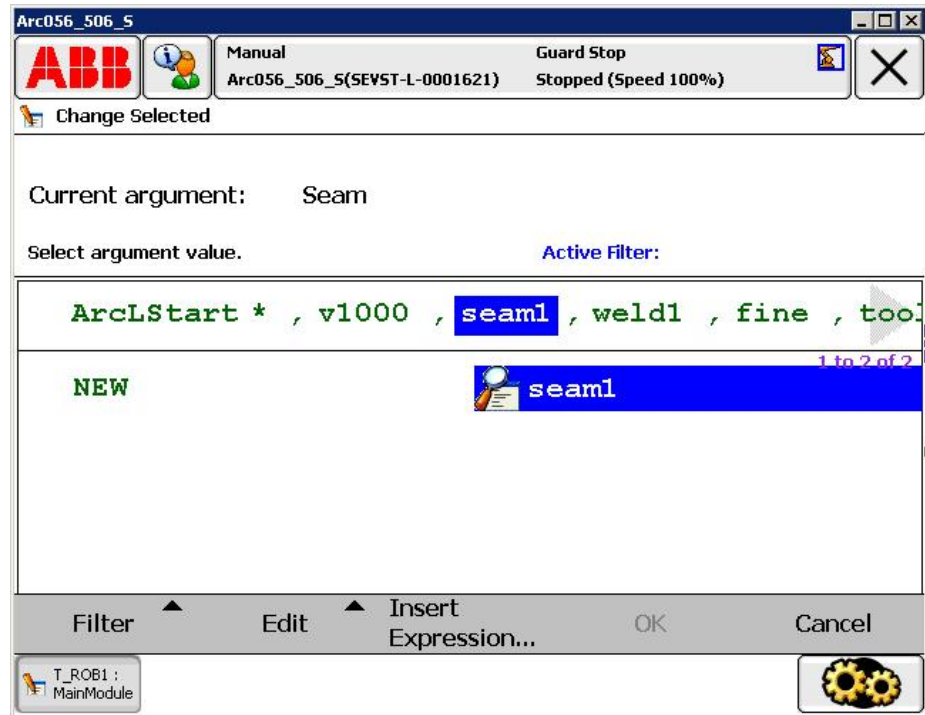 Arc056_506_S
ABB
Manual Guard Stop
Arc056_506_S(SEVST-L-0001621) Stopped (Speed 100%)
Change Selected
Current argument: Seam
Select argument value. Active Filter:
ArcLStart * , v1000 , seam1 , weld1 , fine , tool
1 to 2 of 2
NEW seam1
Filter Edit Insert Expression... OK Cancel
T_ROB1 :
MainModule